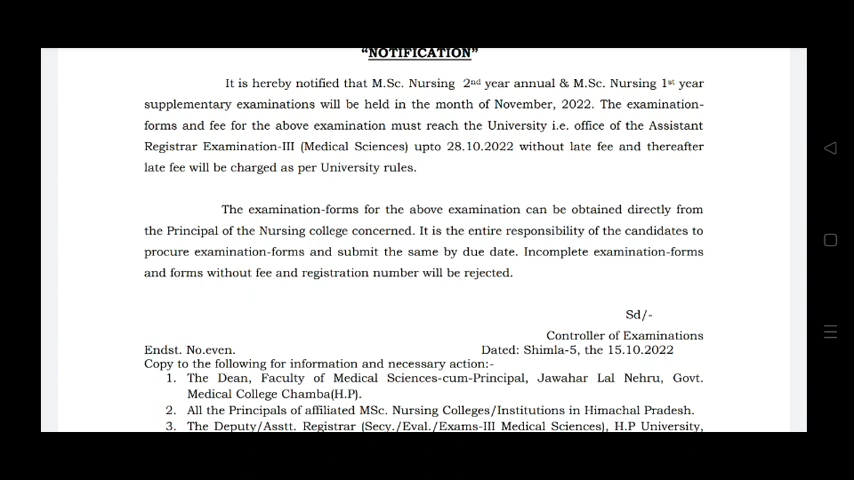 “NOTIFICATION”
It is hereby notified that M.Sc. Nursing 2nd year annual & M.Sc. Nursing 1st year
supplementary examinations will be held in the month of November, 2022. The examination-
forms and fee for the above examination must reach the University i.e. office of the Assistant
Registrar Examination-III (Medical Sciences) upto 28.10.2022 without late fee and thereafter
late fee will be charged as per University rules.
The examination-forms for the above examination can be obtained directly from
the Principal of the Nursing college concerned. It is the entire responsibility of the candidates to
procure examination-forms and submit the same by due date. Incomplete examination-forms
and forms without fee and registration number will be rejected.
Sd/-
Controller of Examinations
Endst. No.even. Dated: Shimla-5, the 15.10.2022
Copy to the following for information and necessary action:-
1. The Dean, Faculty of Medical Sciences-cum-Principal, Jawahar Lal Nehru, Govt.
Medical College Chamba(H.P).
2. All the Principals of affiliated MSc. Nursing Colleges/Institutions in Himachal Pradesh.
3. The Deputy/Asstt. Registrar (Secy./Eval./Exams-III Medical Sciences), H.P University,